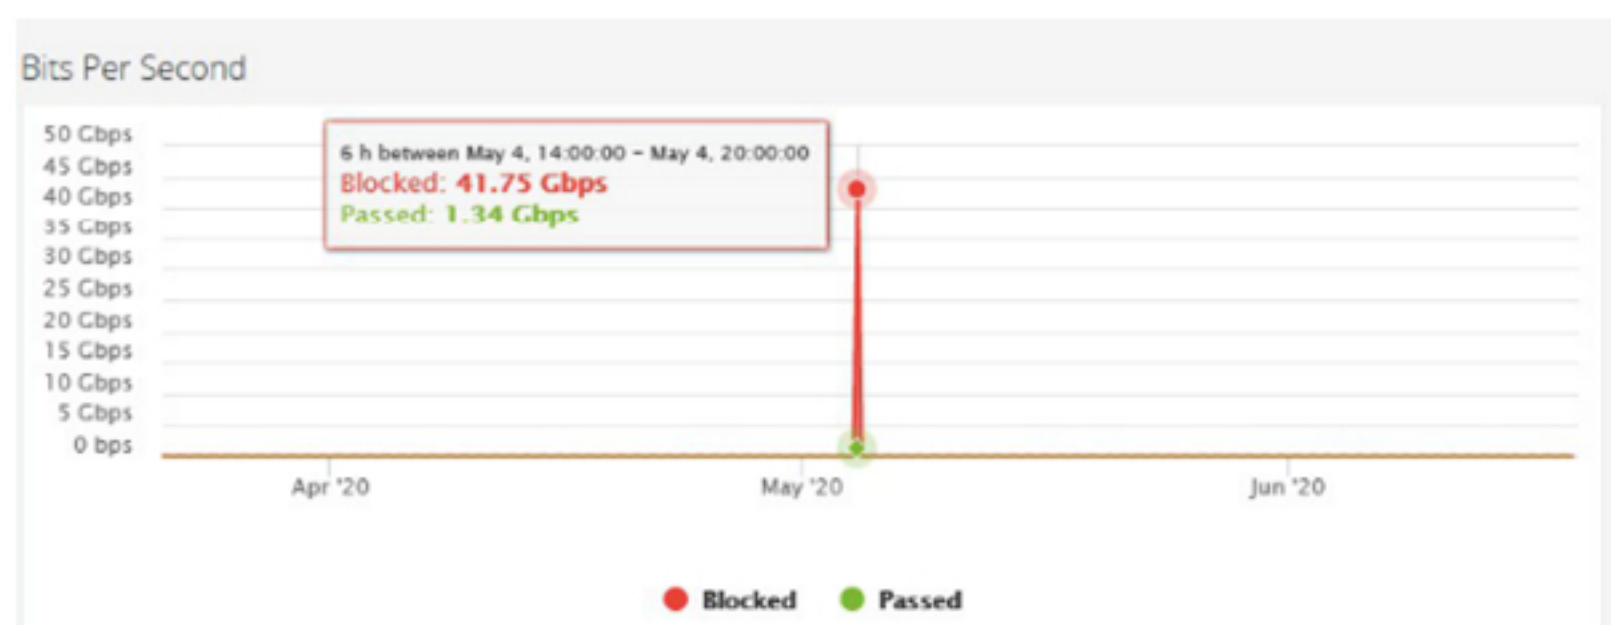 Bits Per Second
50 Gbps
45 Gbps
40 Gbps
35 Gbps
30 Gbps
25 Gbps
20 Gbps
15 Gbps
10 Gbps
5 Gbps
0 bps
6 h between May 4, 14:00:00 – May 4, 20:00:00
Blocked: 41.75 Gbps
Passed: 1.34 Gbps
Apr '20 May '20 Jun '20
Blocked Passed